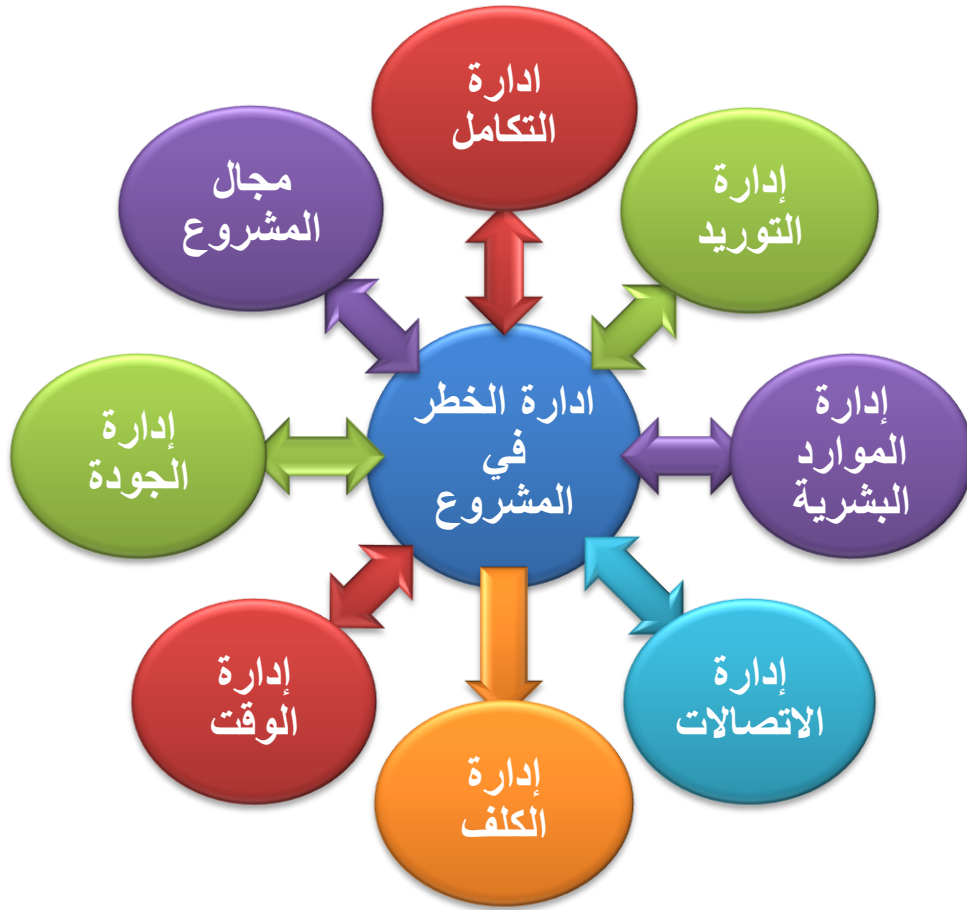 ادارة
التكامل
إدارة
التوريد
مجال
المشروع
ادارة الخطر
في
المشروع
إدارة
الموارد
البشرية
إدارة
الجودة
إدارة
الاتصالات
إدارة
الوقت
إدارة
الكلف